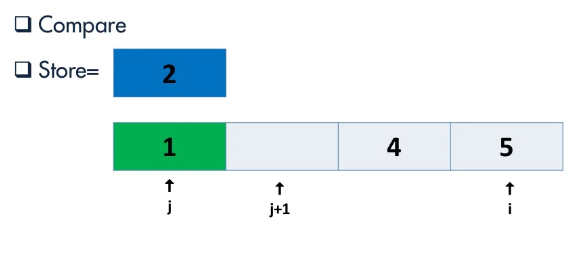 ❑ Compare
❑ Store= 2
1 4 5
↑ ↑ ↑
j j+1 i